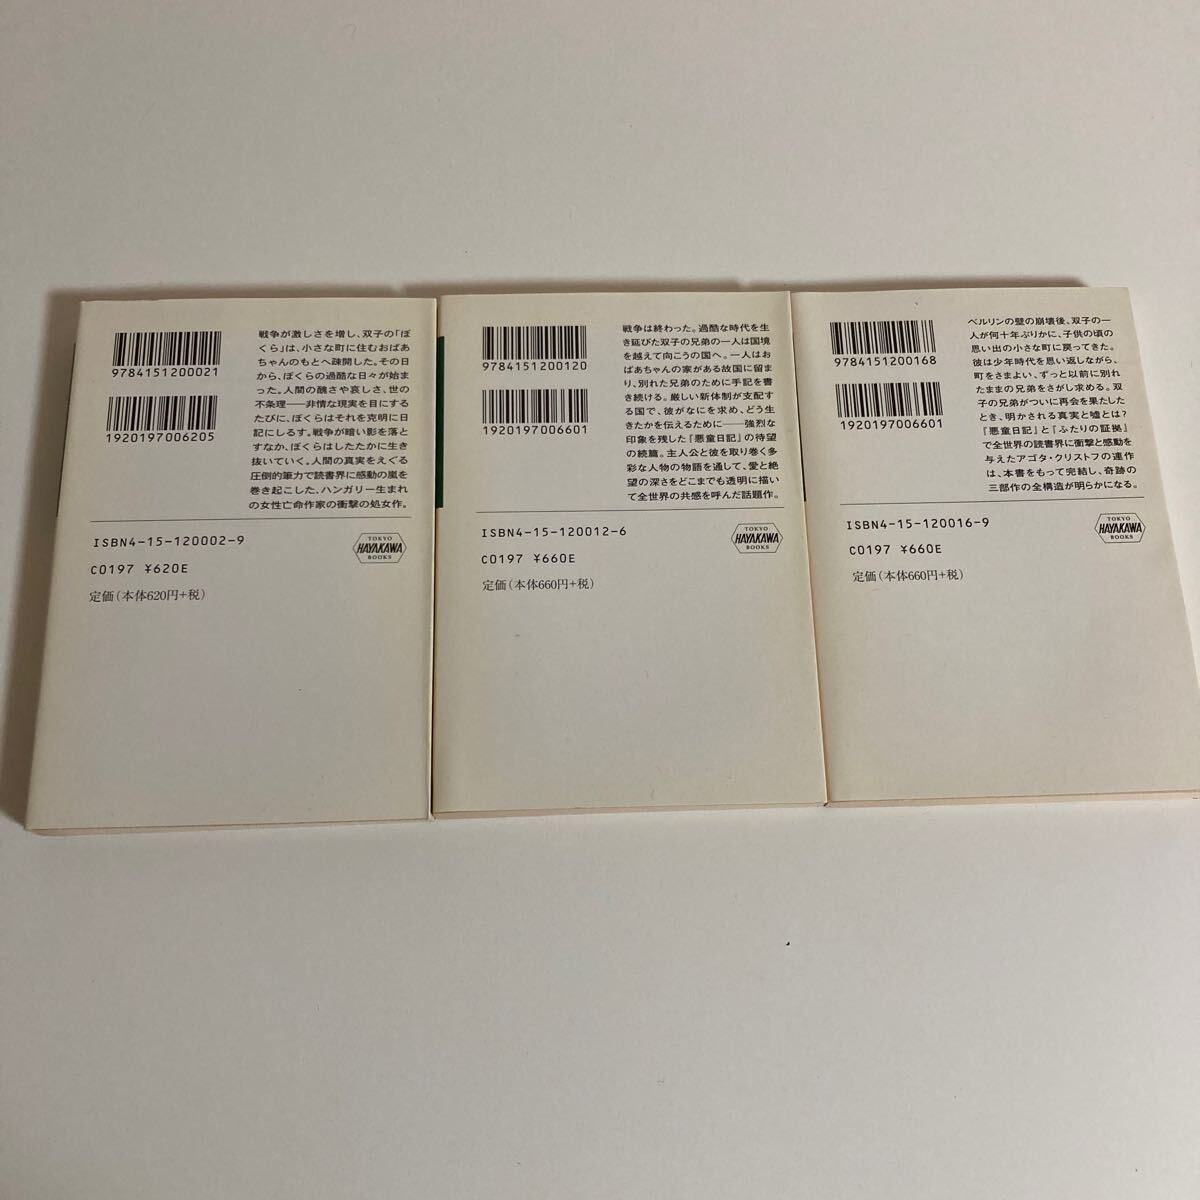 9784151200021
1920197006205
戦争が激しさを増し、双子の「ぼ
くら」は、小さな町に住むおばあ
ちゃんのもとへ疎開した。その日
から、ぼくらの過酷な日々が始ま
った。人間の醜さや哀しさ、世の
不条理——非情な現実を目にする
たびに、ぼくらはそれを克明に日
記にしるす。戦争が暗い影を落と
すなか、ぼくらはしたたかに生き
抜いていく。人間の真実をえぐる
圧倒的筆力で読書界に感動の嵐を
巻き起こした、ハンガリー生まれ
の女性亡命作家の衝撃の処女作。
ISBN4-15-120002-9
C0197 ¥620E
定価（本体620円+税）
TOKYO
HAYAKAWA
BOOKS
9784151200120
1920197006601
戦争は終わった。過酷な時代を生
き延びた双子の兄弟の一人は国境
を越えて向こうの国へ。一人はお
ばあちゃんの家がある故国に留ま
り、別れた兄弟のために手記を書
き続ける。厳しい新体制が支配す
る国で、彼がなにを求め、どう生
きたかを伝えるために——強烈な
印象を残した『悪童日記』の待望
の続篇。主人公と彼を取り巻く多
彩な人物の物語を通して、愛と絶
望の深さをどこまでも透明に描い
て全世界の共感を呼んだ話題作。
ISBN4-15-120012-6
C0197 ¥660E
定価（本体660円+税）
TOKYO
HAYAKAWA
BOOKS
9784151200168
1920197006601
ベルリンの壁の崩壊後、双子の一
人が何十年ぶりかに、子供の頃の
思い出の小さな町に戻ってきた。
彼は少年時代を思い返しながら、
町をさまよい、ずっと以前に別れ
たままの兄弟をさがし求める。双
子の兄弟がついに再会を果たした
とき、明かされる真実と嘘とは？
『悪童日記』と『ふたりの証拠』
で全世界の読書界に衝撃と感動を
与えたアゴタ・クリストフの連作
は、本書をもって完結し、奇跡の
三部作の全構造が明らかになる。
ISBN4-15-120016-9
C0197 ¥660E
定価（本体660円+税）
TOKYO
HAYAKAWA
BOOKS